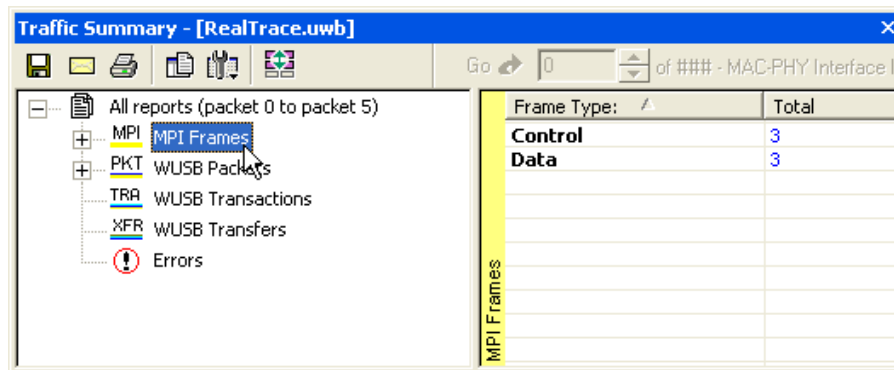 Traffic Summary - [RealTrace.uwb]
Go 0 of ### - MAC-PHY Interface
All reports (packet 0 to packet 5)
MPI MPI Frames
PKT WUSB Packets
TRA WUSB Transactions
XFR WUSB Transfers
Errors
MPI Frames
Frame Type: Total
Control 3
Data 3